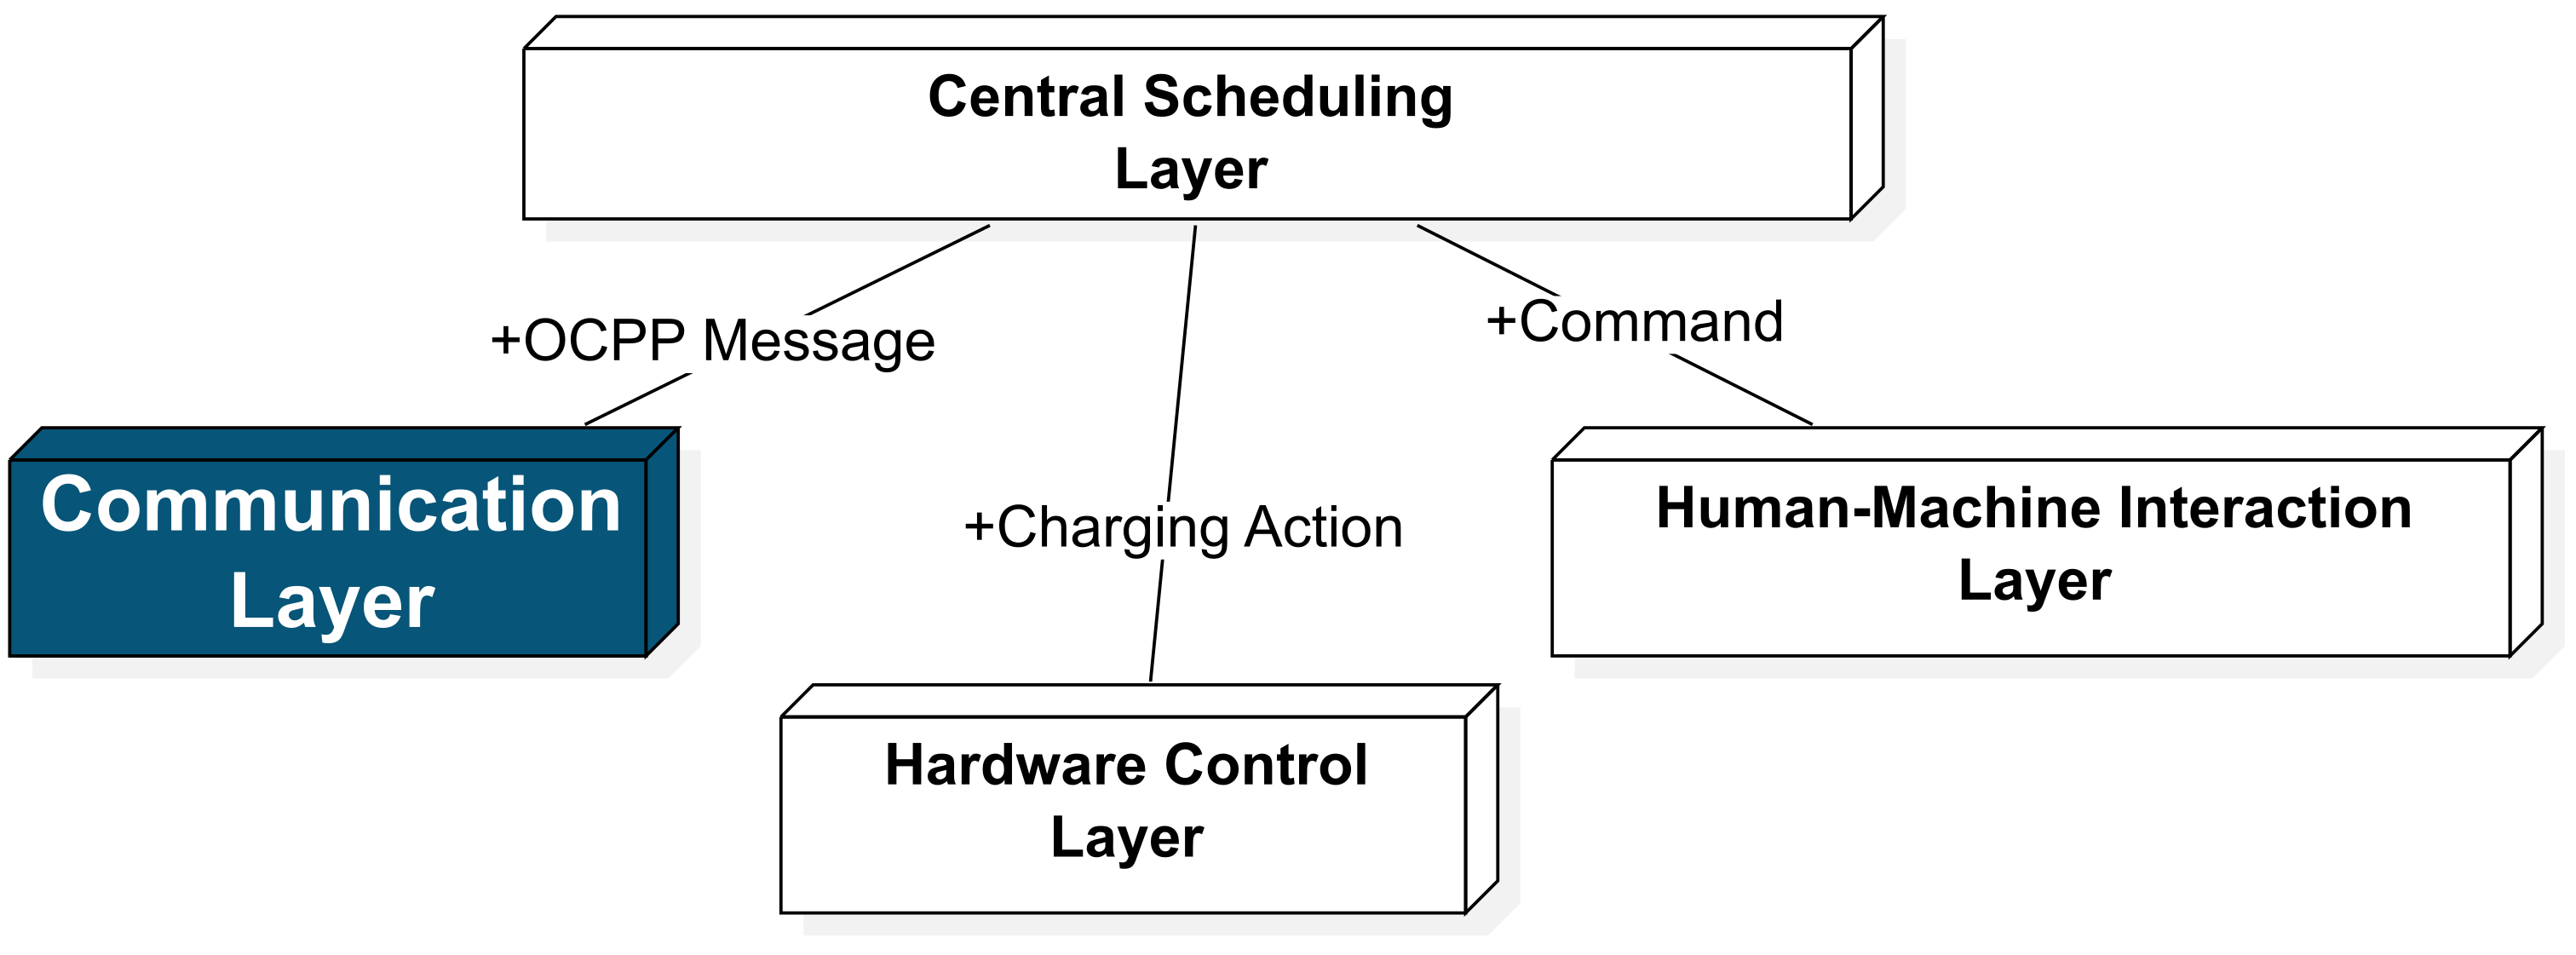 Central Scheduling
Layer
+OCPP Message
+Command
Communication
Layer
+Charging Action
Human-Machine Interaction
Layer
Hardware Control
Layer